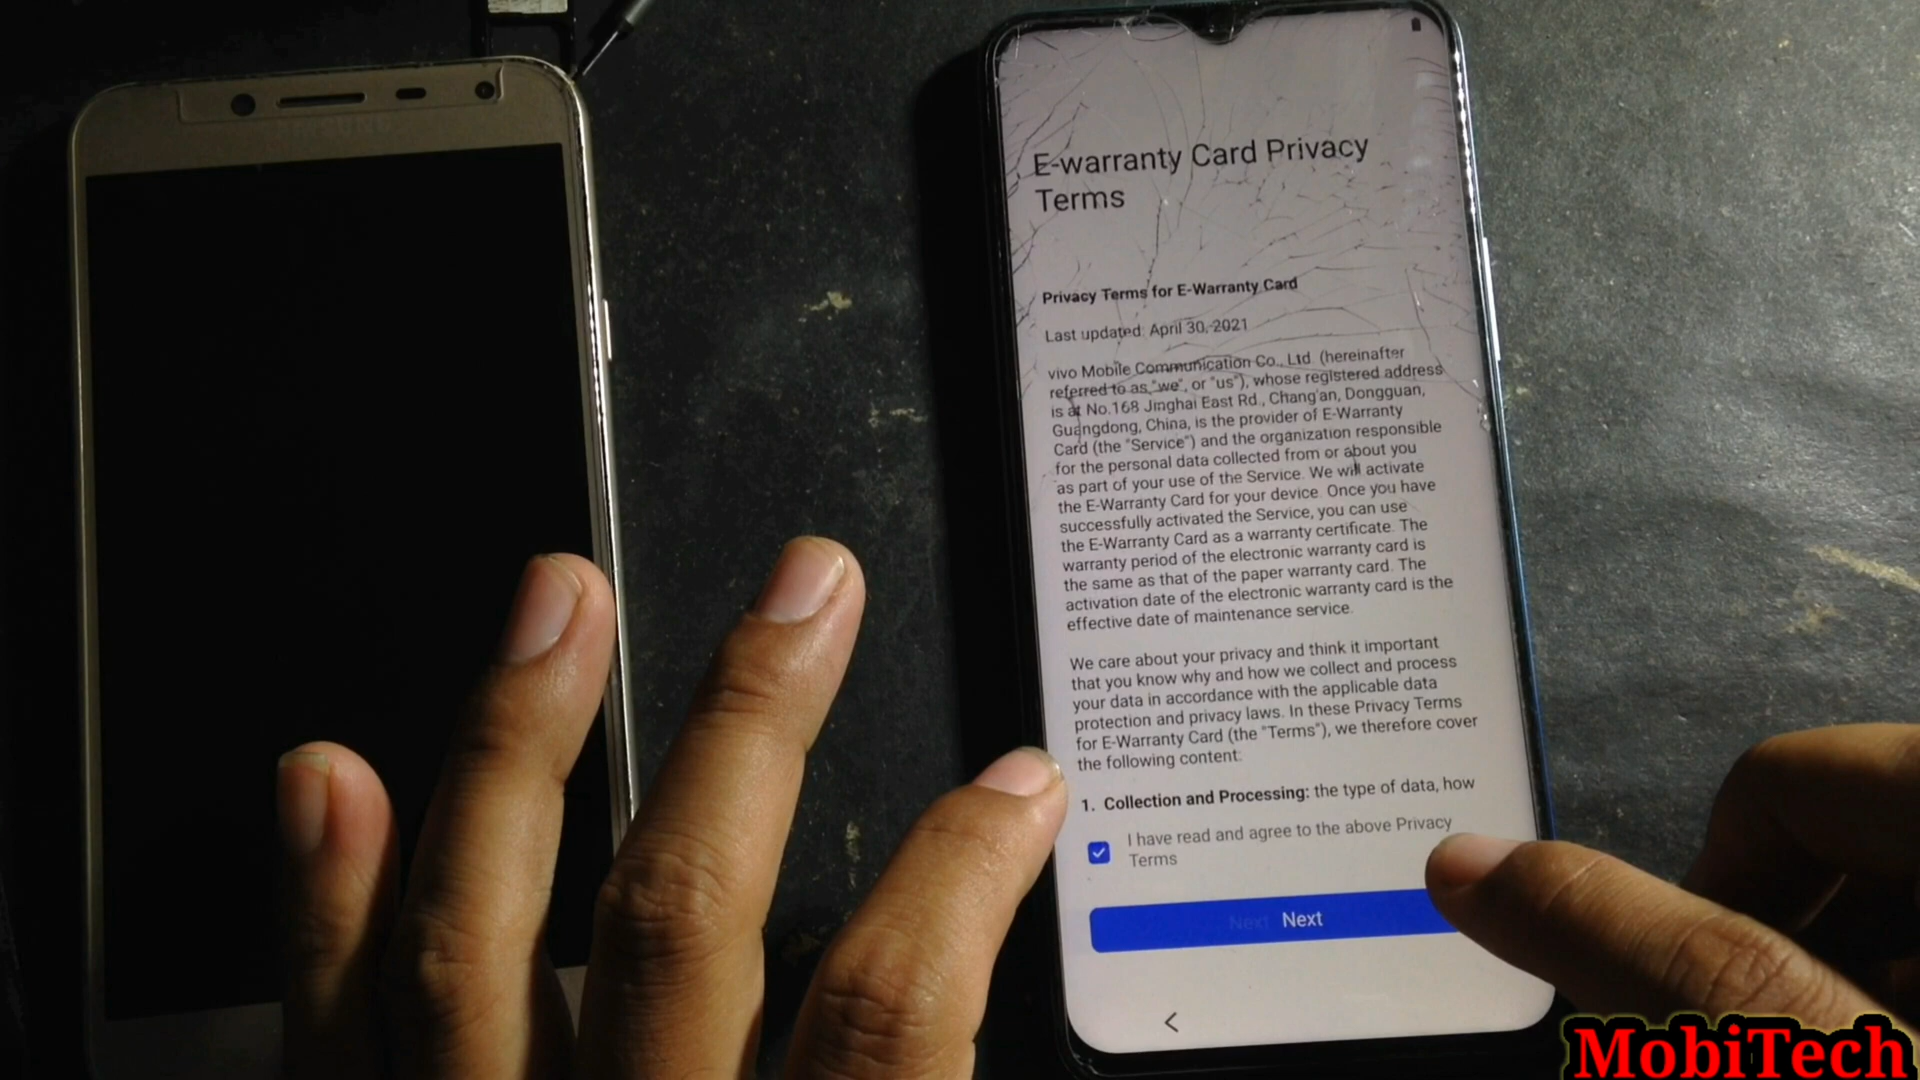 SAMSUNG
E-warranty Card Privacy
Terms
Privacy Terms for E-Warranty Card
Last updated: April 30, 2021
vivo Mobile Communication Co., Ltd. (hereinafter
referred to as "we", or "us"), whose registered address
is at No.168 Jinghai East Rd., Chang'an, Dongguan,
Guangdong, China, is the provider of E-Warranty
Card (the "Service") and the organization responsible
for the personal data collected from or about you
as part of your use of the Service. We will activate
the E-Warranty Card for your device. Once you have
successfully activated the Service, you can use
the E-Warranty Card as a warranty certificate. The
warranty period of the electronic warranty card is
the same as that of the paper warranty card. The
activation date of the electronic warranty card is the
effective date of maintenance service.
We care about your privacy and think it important
that you know why and how we collect and process
your data in accordance with the applicable data
protection and privacy laws. In these Privacy Terms
for E-Warranty Card (the "Terms"), we therefore cover
the following content:
1. Collection and Processing: the type of data, how
I have read and agree to the above Privacy
Terms
Next Next
MobiTech